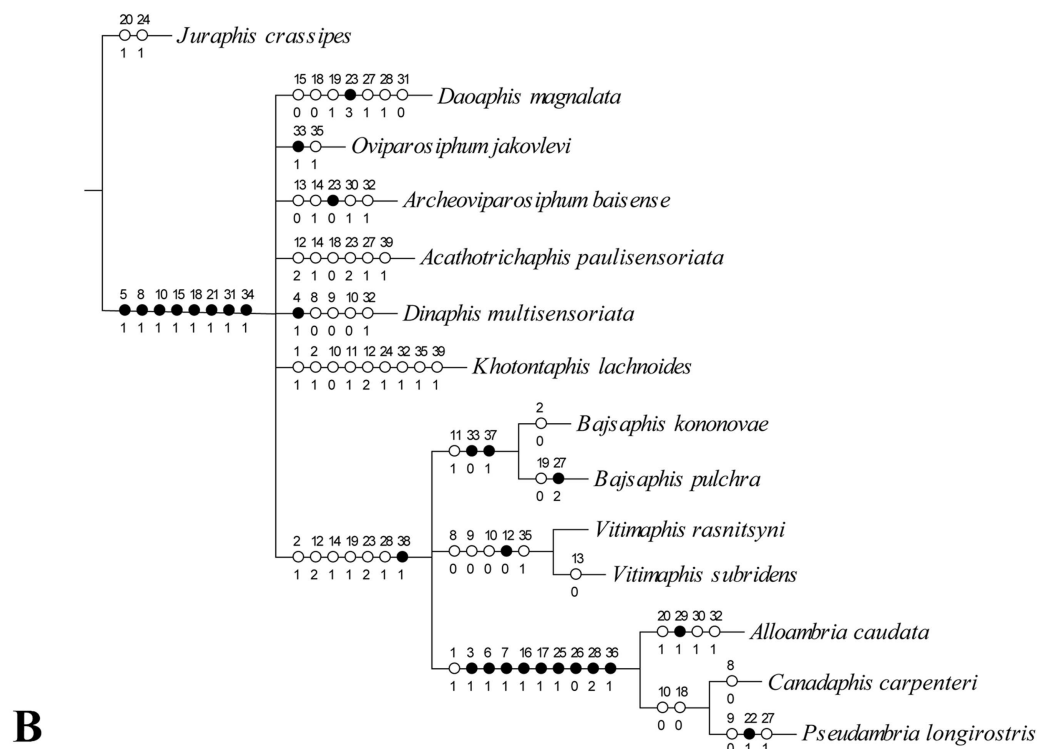 20 24
Juraphis crassipes
1 1
15 18 19 23 27 28 31
Daoaphis magnalata
0 0 1 3 1 1 0
33 35
Oviparosiphum jakovlevi
1 1
13 14 23 30 32
Archeoviparosiphum baisense
0 1 0 1 1
12 14 18 23 27 39
Acathotrichaphis paulisensoriata
2 1 0 2 1 1
5 8 10 15 18 21 31 34
1 1 1 1 1 1 1 1
4 8 9 10 32
Dinaphis multisensoriata
1 0 0 0 1
1 2 10 11 12 24 32 35 39
Khotontaphis lachnoides
1 1 0 1 2 1 1 1 1
2
Bajsaphis kononovae
0
11 33 37
1 0 1
19 27
Bajsaphis pulchra
0 2
Vitimaphis rasnitsyni
2 12 14 19 23 28 38
1 2 1 1 2 1 1
8 9 10 12 35
0 0 0 0 1
13
Vitimaphis subridens
0
20 29 30 32
Alloambria caudata
1 1 1 1
1 3 6 7 16 17 25 26 28 36
1 1 1 1 1 1 1 0 2 1
8
Canadaphis carpenteri
0
10 18
0 0
9 22 27
Pseudambria longirostris
0 1 1
B